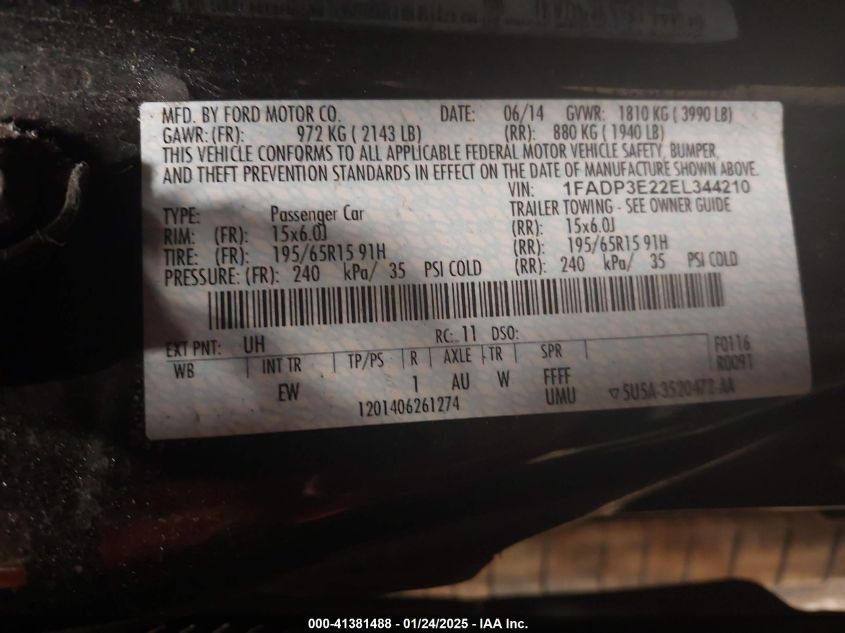 MFD. BY FORD MOTOR CO. DATE: 06/14 GVWR: 1810 KG ( 3990 LB)
GAWR: (FR): 972 KG ( 2143 LB) (RR): 880 KG ( 1940 LB)
THIS VEHICLE CONFORMS TO ALL APPLICABLE FEDERAL MOTOR VEHICLE SAFETY, BUMPER,
AND THEFT PREVENTION STANDARDS IN EFFECT ON THE DATE OF MANUFACTURE SHOWN ABOVE.
VIN: 1FADP3E22EL344210
TYPE: Passenger Car TRAILER TOWING - SEE OWNER GUIDE
RIM: (FR): 15x6.0J (RR): 15x6.0J
TIRE: (FR): 195/65R15 91H (RR): 195/65R15 91H
PRESSURE: (FR): 240 kPa/ 35 PSI COLD (RR): 240 kPa/ 35 PSI COLD
EXT PNT: UH RC: 11 DSO: F0116
WB INT TR TP/PS R AXLE TR SPR R0091
EW 1 AU W FFFF
1201406261274 UMU ▽ 5U5A-3520472-AA
000-41381488 - 01/24/2025 - IAA Inc.